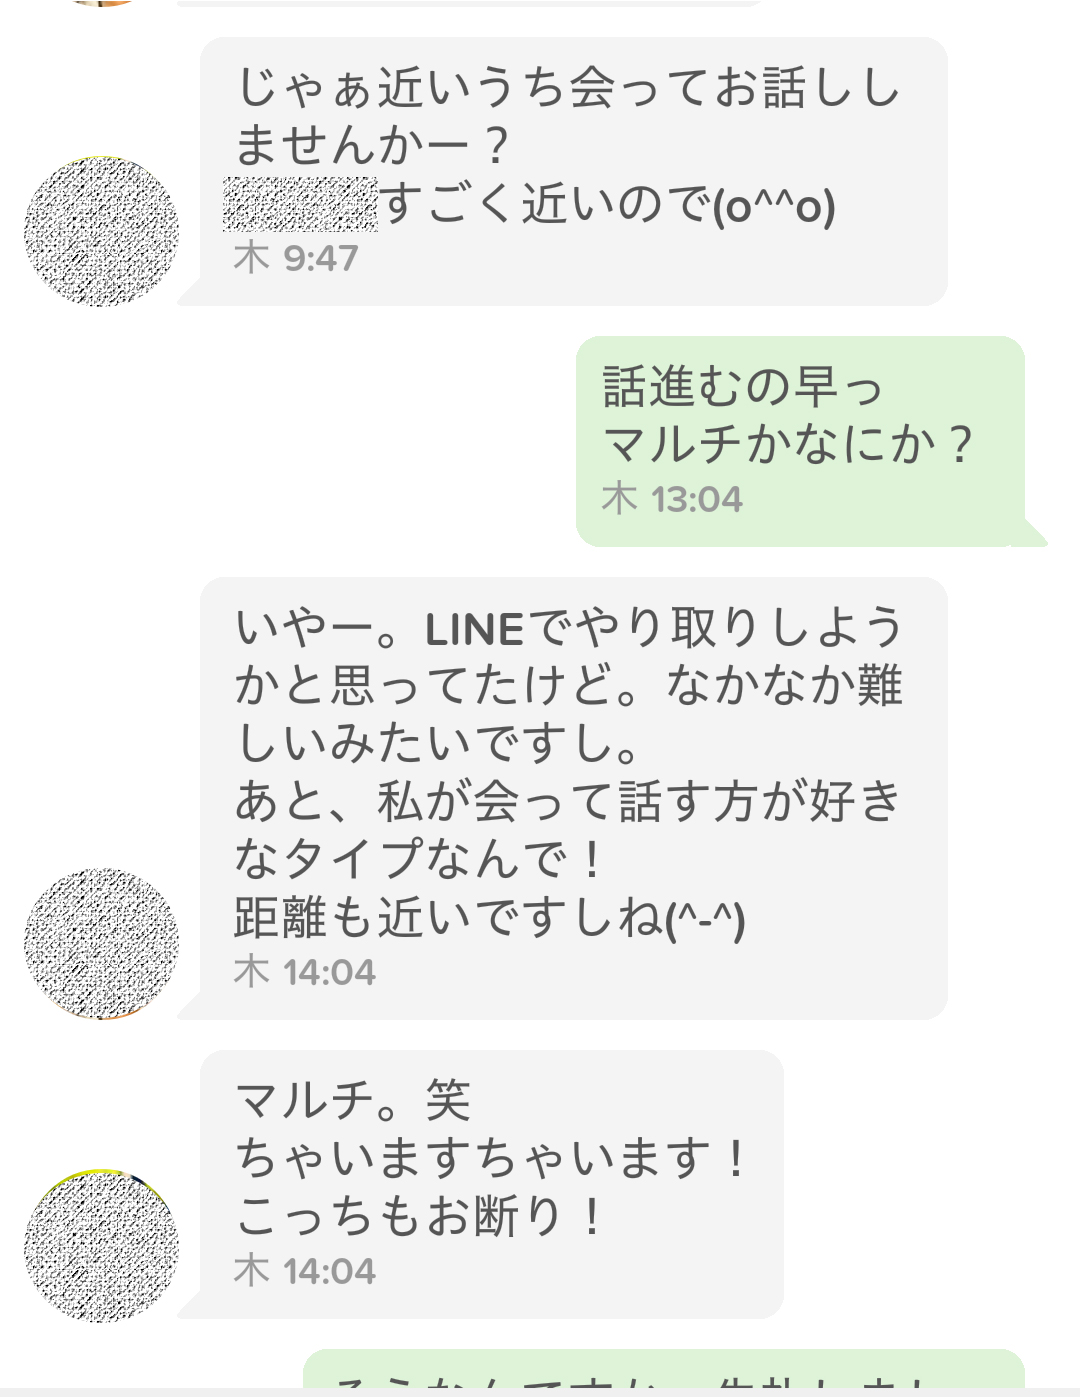 じゃぁ近いうち会ってお話しし
ませんかー？
すごく近いので(o^^o)
木 9:47
話進むの早っ
マルチかなにか？
木 13:04
いやー。LINEでやり取りしよう
かと思ってたけど。なかなか難
しいみたいですし。
あと、私が会って話す方が好き
なタイプなんで！
距離も近いですしね(^-^)
木 14:04
マルチ。笑
ちゃいますちゃいます！
こっちもお断り！
木 14:04